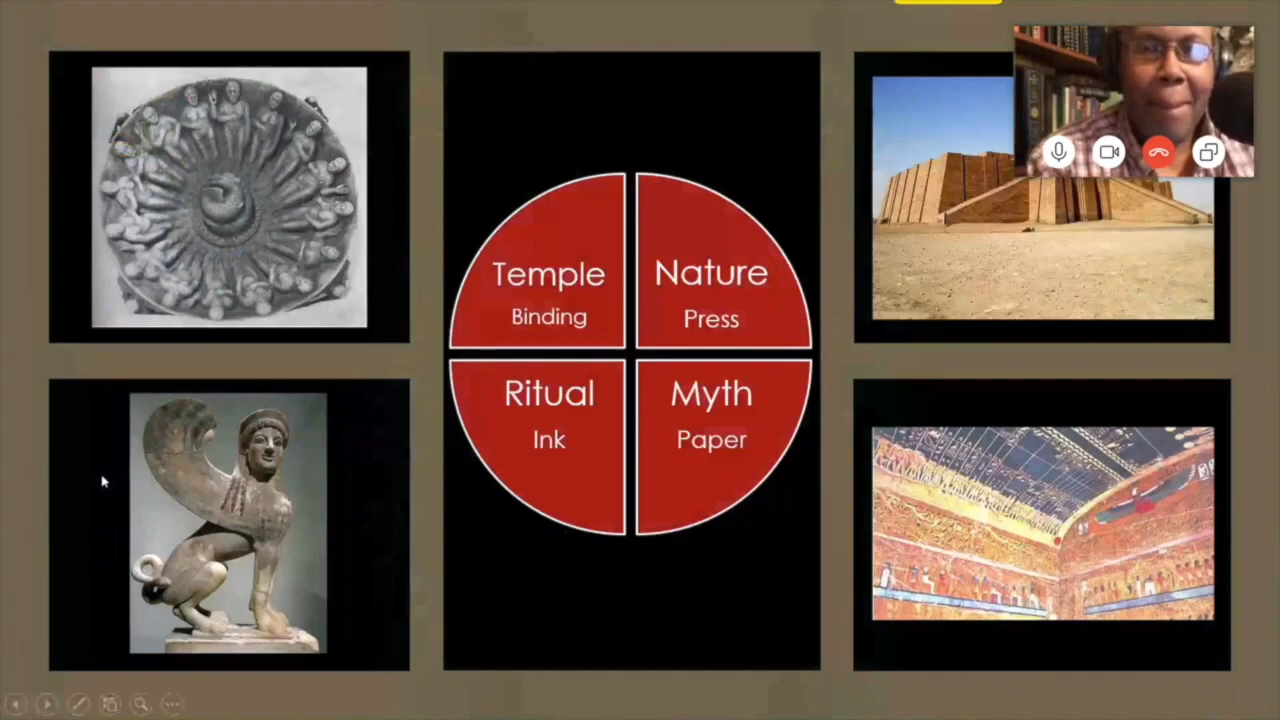 Temple
Binding
Nature
Press
Ritual
Ink
Myth
Paper